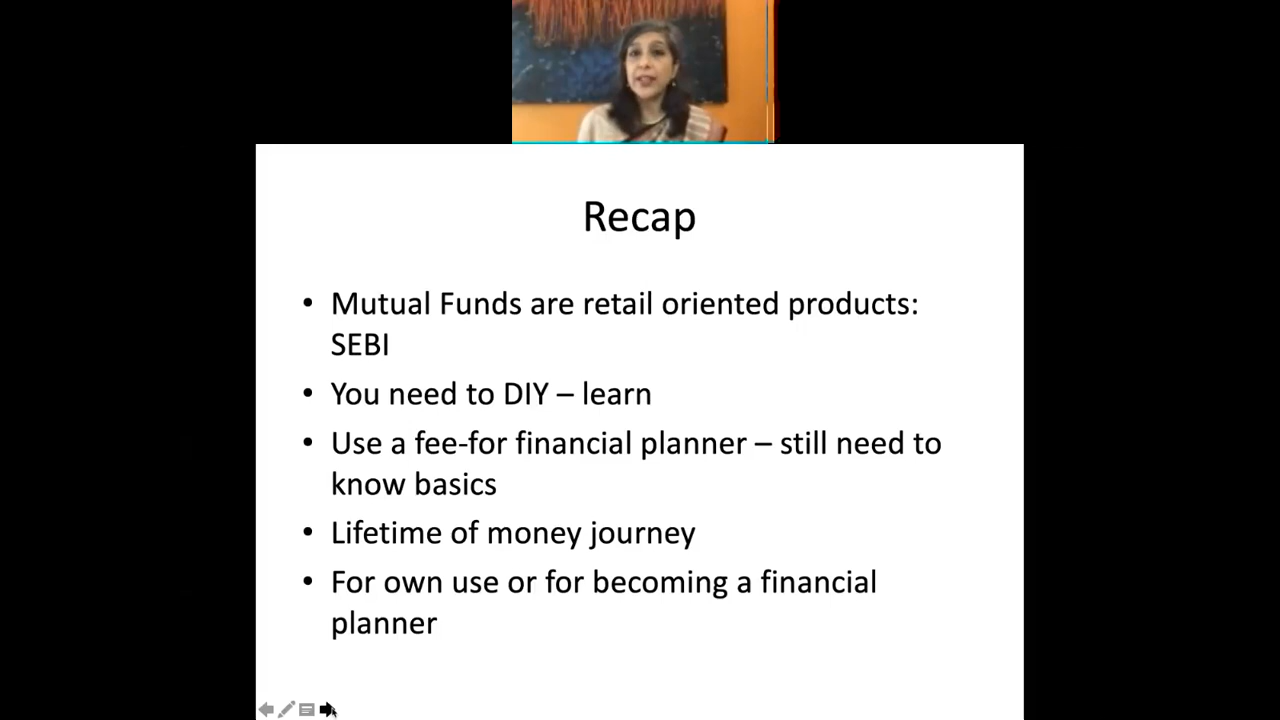 Recap
• Mutual Funds are retail oriented products:
SEBI
• You need to DIY – learn
• Use a fee-for financial planner – still need to
know basics
• Lifetime of money journey
• For own use or for becoming a financial
planner